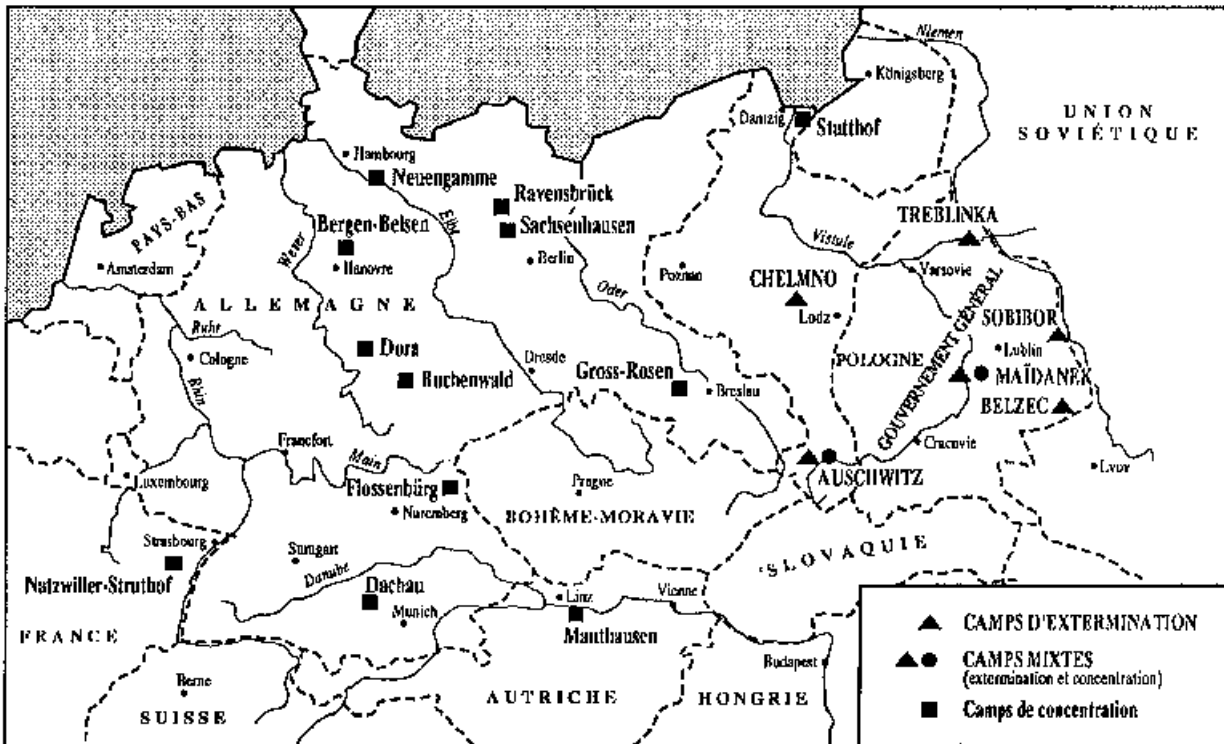 Niemen
Königsberg
UNION
SOVIÉTIQUE
Dantzig
Statthof
Hambourg
Neuengamme
Ravensbrück
Sachsenhausen
Elbe
PAYS-BAS
Bergen-Belsen
Weser
Hanovre
Berlin
Amsterdam
TREBLINKA
Vistule
Varsovie
Poznan
CHELMNO
Lodz
Oder
ALLEMAGNE
Ruhr
Cologne
Rhin
Dora
Buchenwald
Dresde
Gross-Rosen
Breslau
POLOGNE
GOUVERNEMENT GÉNÉRAL
SOBIBOR
Lublin
MAÏDANEK
BELZEC
Cracovie
Lvov
AUSCHWITZ
Francfort
Main
Flossenbürg
Nuremberg
Prague
BOHÊME-MORAVIE
Luxembourg
Strasbourg
Natzwiller-Struthof
Stuttgart
Danube
Dachau
Munich
Linz
Vienne
Mauthausen
SLOVAQUIE
FRANCE
Berne
SUISSE
AUTRICHE
HONGRIE
Budapest
CAMPS D'EXTERMINATION
CAMPS MIXTES
(extermination et concentration)
Camps de concentration